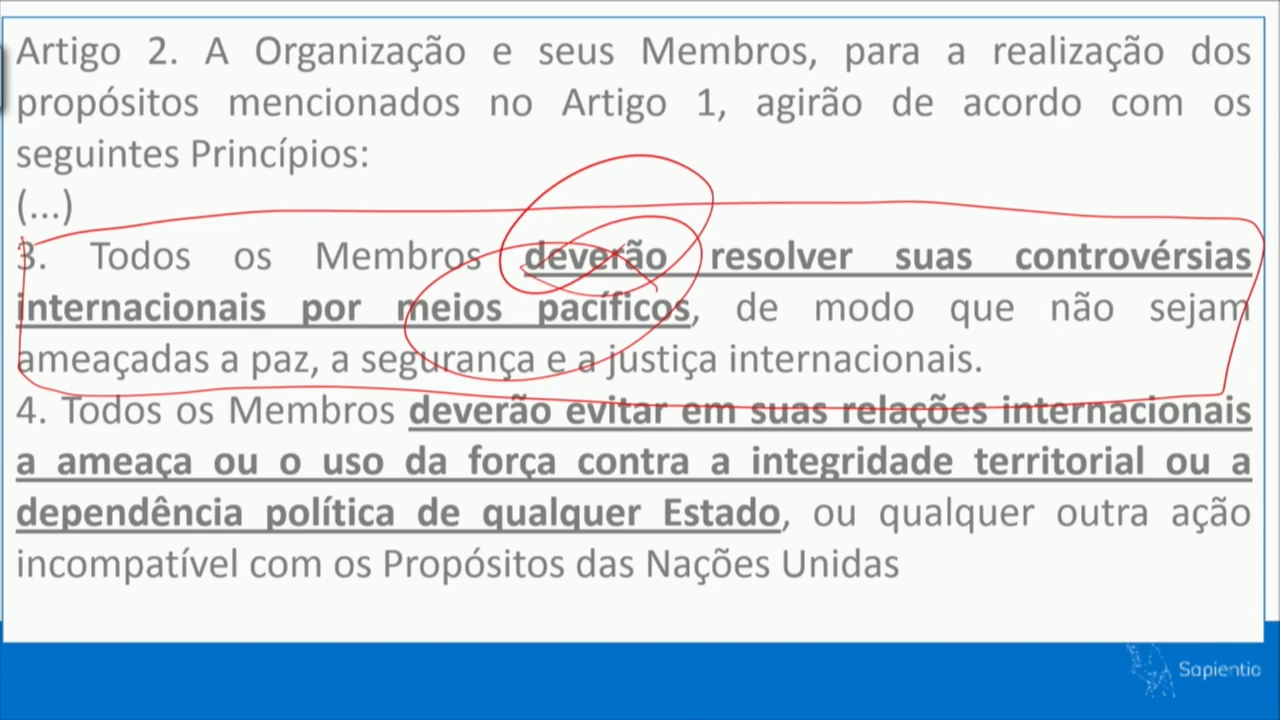 Artigo 2. A Organização e seus Membros, para a realização dos
propósitos mencionados no Artigo 1, agirão de acordo com os
seguintes Princípios:
(...)
3. Todos os Membros deverão resolver suas controvérsias
internacionais por meios pacíficos, de modo que não sejam
ameaçadas a paz, a segurança e a justiça internacionais.
4. Todos os Membros deverão evitar em suas relações internacionais
a ameaça ou o uso da força contra a integridade territorial ou a
dependência política de qualquer Estado, ou qualquer outra ação
incompatível com os Propósitos das Nações Unidas
Sapientia